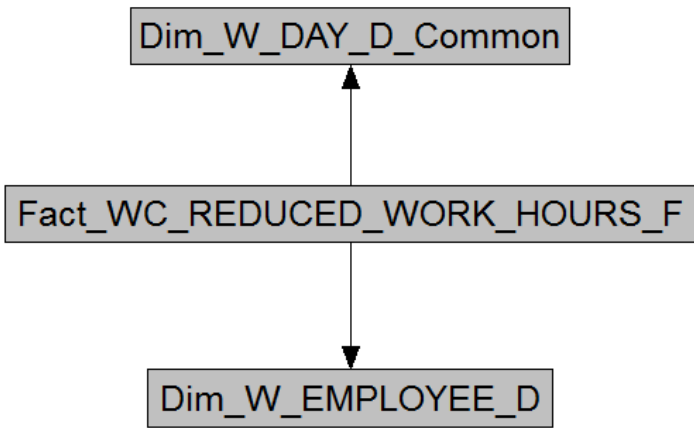 Dim_W_DAY_D_Common
Fact_WC_REDUCED_WORK_HOURS_F
Dim_W_EMPLOYEE_D